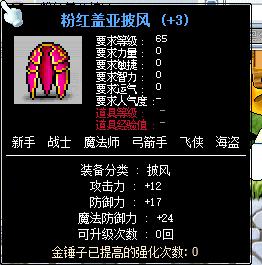 粉红盖亚披风 (+3)
要求等级: 65
要求力量: 0
要求敏捷: 0
要求智力: 0
要求运气: 0
要求人气度: -
道具等级: -
道具经验值: -
新手 战士 魔法师 弓箭手 飞侠 海盗
装备分类 : 披风
攻击力 : +12
防御力 : +17
魔法防御力 : +24
可升级次数 : 0回
金锤子已提高的强化次数: 0